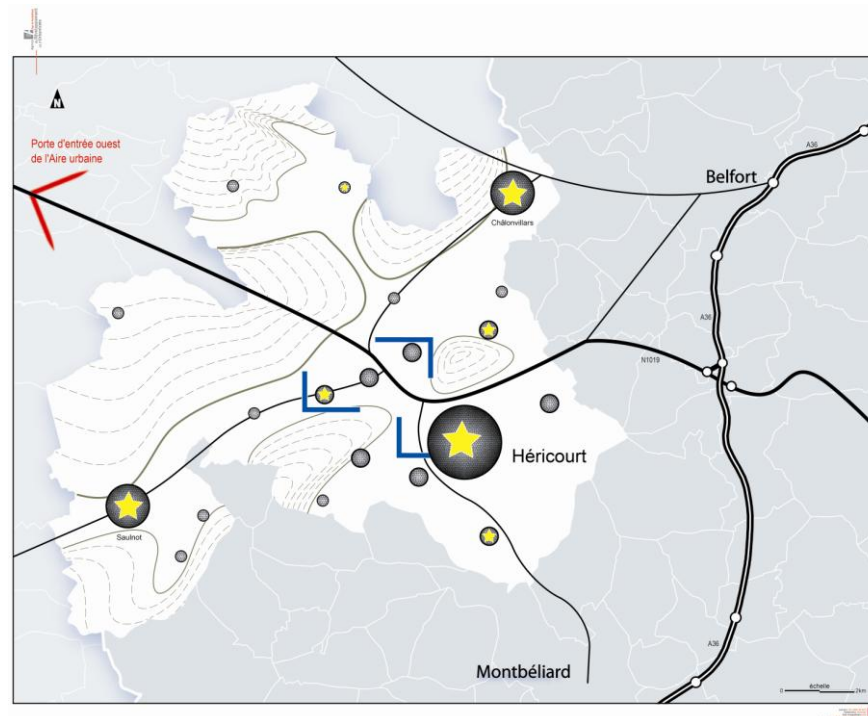 N
Porte d'entrée ouest
de l'Aire urbaine
A36
Belfort
Châlonvillars
A36
N1019
Héricourt
Saulnot
A36
Montbéliard
échelle
0 2km